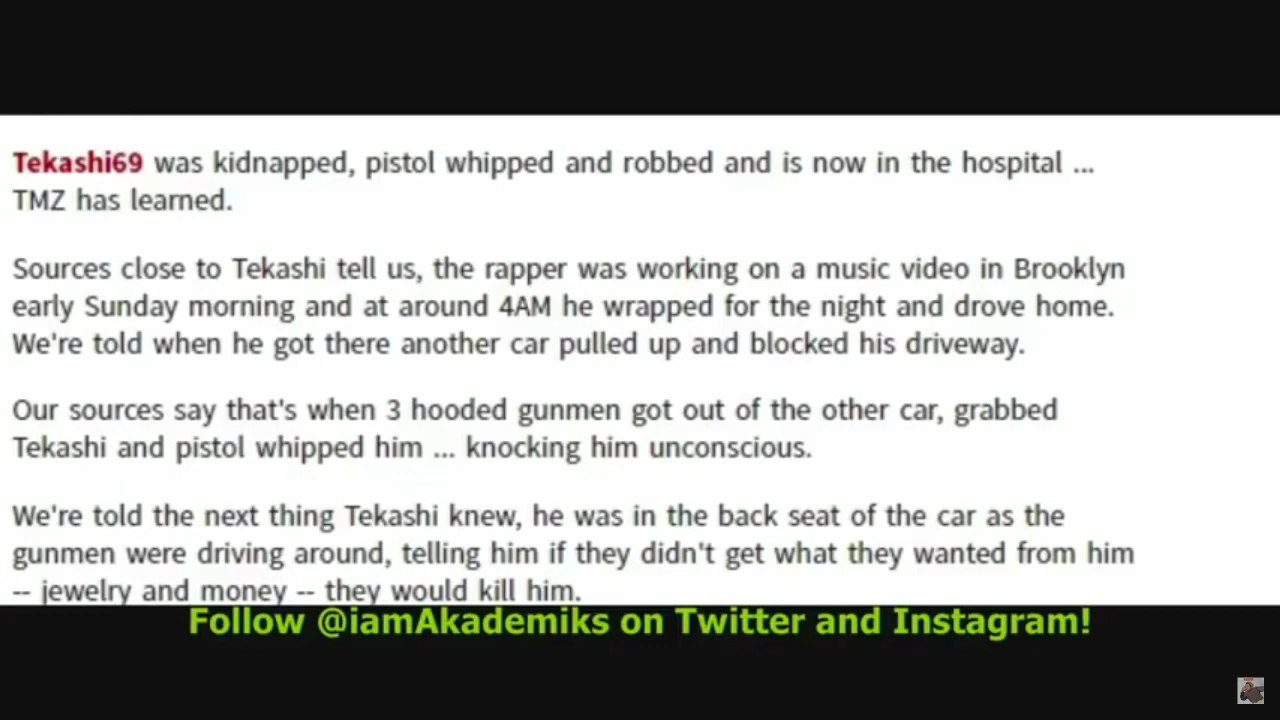 Tekashi69 was kidnapped, pistol whipped and robbed and is now in the hospital ...
TMZ has learned.
Sources close to Tekashi tell us, the rapper was working on a music video in Brooklyn
early Sunday morning and at around 4AM he wrapped for the night and drove home.
We're told when he got there another car pulled up and blocked his driveway.
Our sources say that's when 3 hooded gunmen got out of the other car, grabbed
Tekashi and pistol whipped him ... knocking him unconscious.
We're told the next thing Tekashi knew, he was in the back seat of the car as the
gunmen were driving around, telling him if they didn't get what they wanted from him
-- jewelry and money -- they would kill him.
Follow @iamAkademiks on Twitter and Instagram!